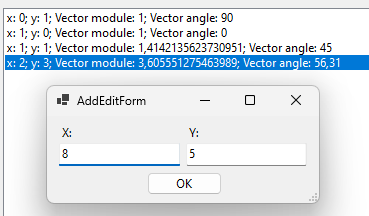 x: 0; y: 1; Vector module: 1; Vector angle: 90
x: 1; y: 0; Vector module: 1; Vector angle: 0
x: 1; y: 1; Vector module: 1,4142135623730951; Vector angle: 45
x: 2; y: 3; Vector module: 3,605551275463989; Vector angle: 56,31
AddEditForm
X: Y:
8 5
OK